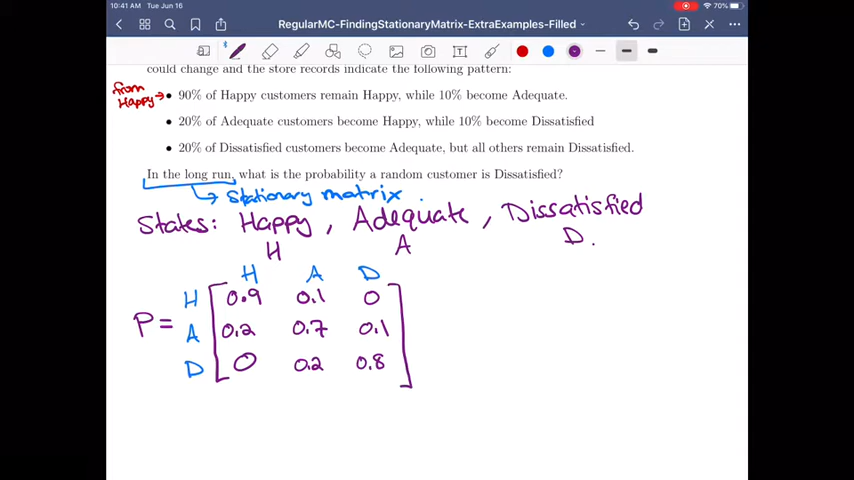 10:41 AM Tue Jun 16
70%
RegularMC-FindingStationaryMatrix-ExtraExamples-Filled
could change and the store records indicate the following pattern:
from Happy → • 90% of Happy customers remain Happy, while 10% become Adequate.
• 20% of Adequate customers become Happy, while 10% become Dissatisfied
• 20% of Dissatisfied customers become Adequate, but all others remain Dissatisfied.
In the long run, what is the probability a random customer is Dissatisfied?
↳ stationary matrix.
States: Happy, Adequate, Dissatisfied
H A D.
H A D
H 0.9 0.1 0
P = A 0.2 0.7 0.1
D 0 0.2 0.8